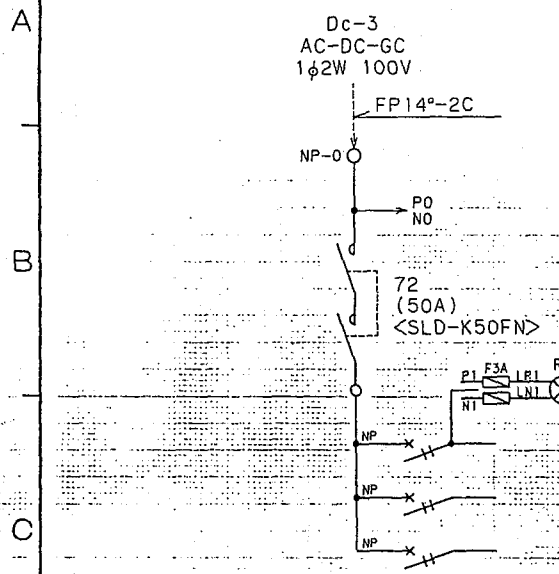 A
Dc-3
AC-DC-GC
1φ2W 100V
FP14°-2C
NP-0
P0
N0
B
72
(50A)
<SLD-K50FN>
R
P1 F3A LP1
N1 LN1
NP
NP
C
NP